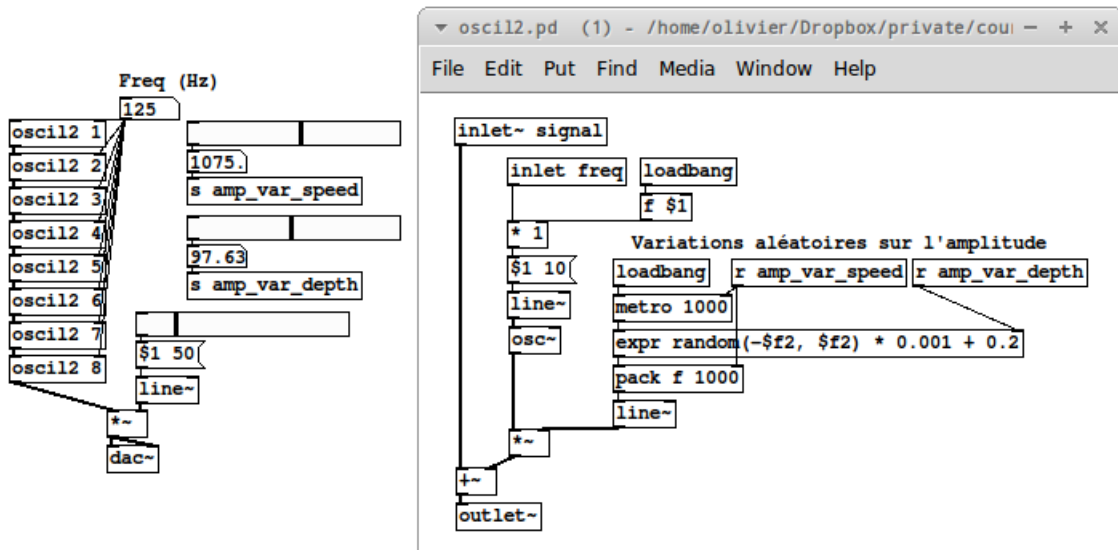 Freq (Hz)
125
oscil2 1
oscil2 2
oscil2 3
oscil2 4
oscil2 5
oscil2 6
oscil2 7
oscil2 8
1075.
s amp_var_speed
97.63
s amp_var_depth
$1 50
line~
*~
dac~
oscil2.pd (1) - /home/olivier/Dropbox/private/cour
File Edit Put Find Media Window Help
inlet~ signal
inlet freq
loadbang
f $1
* 1
$1 10
line~
osc~
Variations aléatoires sur l'amplitude
loadbang
r amp_var_speed
r amp_var_depth
metro 1000
expr random(-$f2, $f2) * 0.001 + 0.2
pack f 1000
line~
*~
+~
outlet~